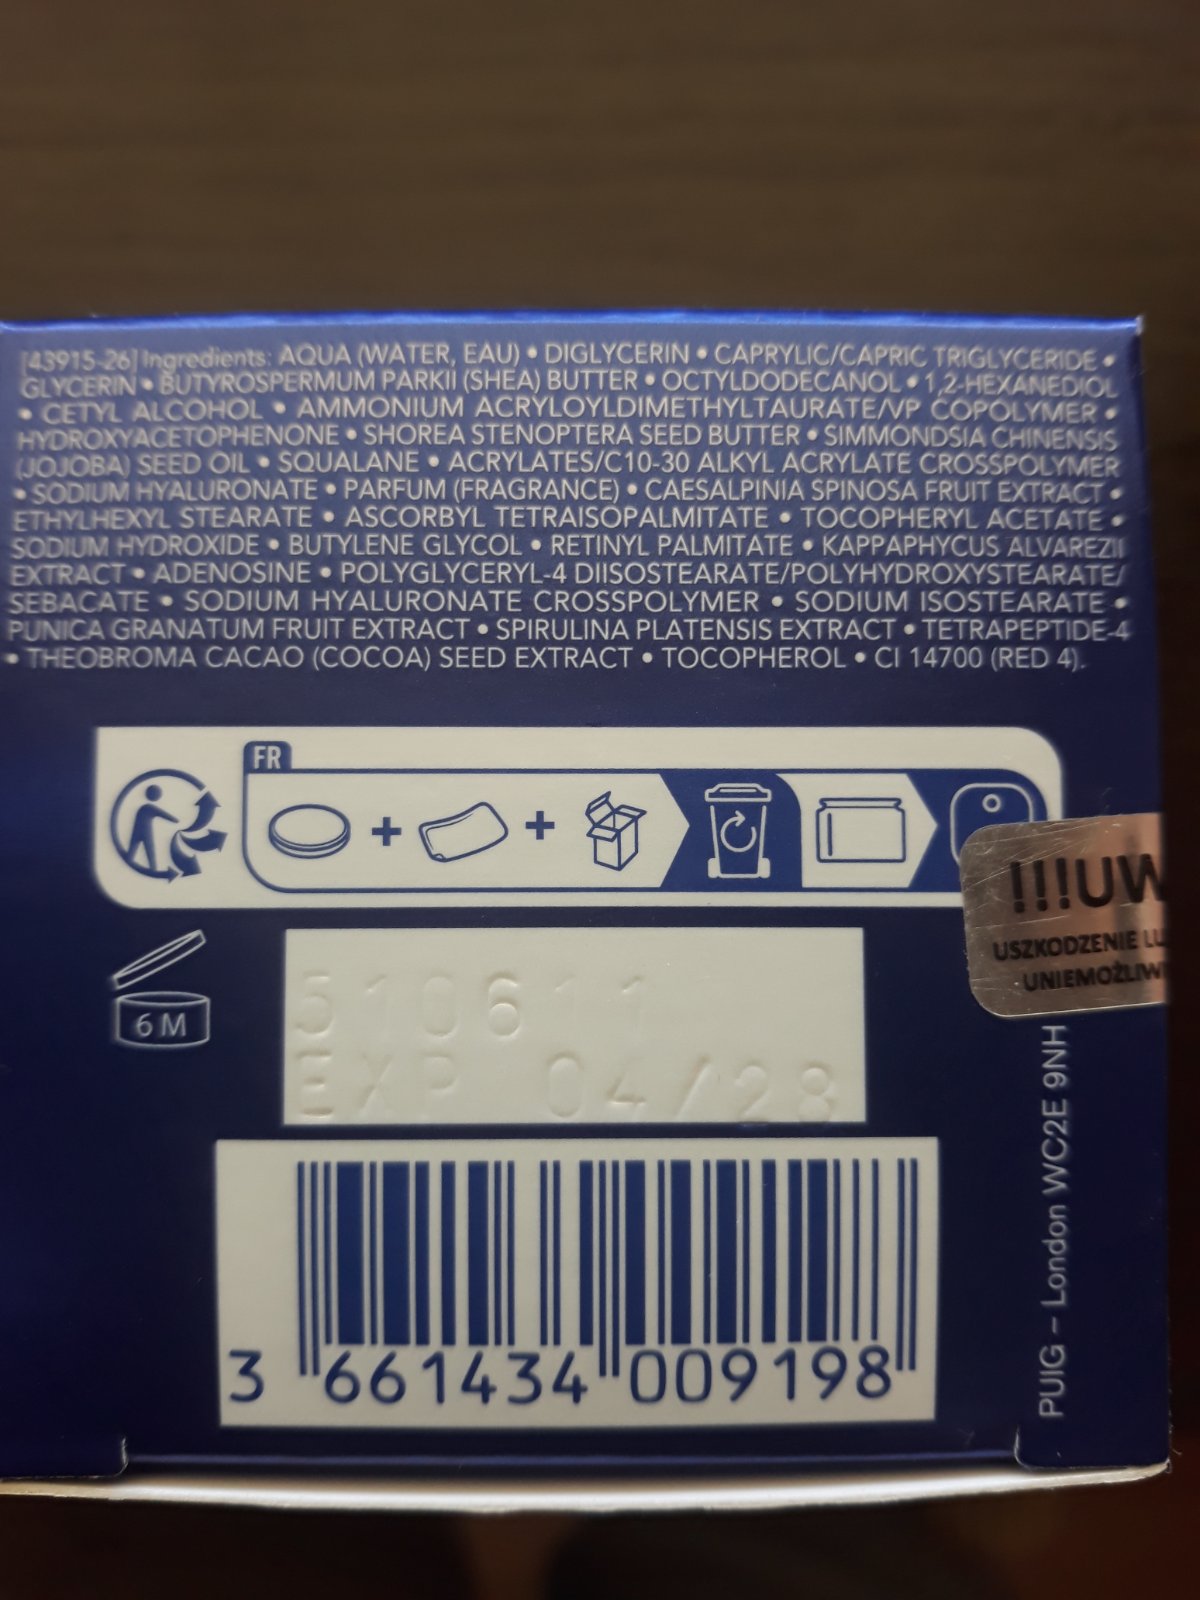 [43915-26] Ingredients: AQUA (WATER, EAU) • DIGLYCERIN • CAPRYLIC/CAPRIC TRIGLYCERIDE •
GLYCERIN • BUTYROSPERMUM PARKII (SHEA) BUTTER • OCTYLDODECANOL • 1,2-HEXANEDIOL
• CETYL ALCOHOL • AMMONIUM ACRYLOYLDIMETHYLTAURATE/VP COPOLYMER •
HYDROXYACETOPHENONE • SHOREA STENOPTERA SEED BUTTER • SIMMONDSIA CHINENSIS
(JOJOBA) SEED OIL • SQUALANE • ACRYLATES/C10-30 ALKYL ACRYLATE CROSSPOLYMER
• SODIUM HYALURONATE • PARFUM (FRAGRANCE) • CAESALPINIA SPINOSA FRUIT EXTRACT •
ETHYLHEXYL STEARATE • ASCORBYL TETRAISOPALMITATE • TOCOPHERYL ACETATE •
SODIUM HYDROXIDE • BUTYLENE GLYCOL • RETINYL PALMITATE • KAPPAPHYCUS ALVAREZII
EXTRACT • ADENOSINE • POLYGLYCERYL-4 DIISOSTEARATE/POLYHYDROXYSTEARATE/
SEBACATE • SODIUM HYALURONATE CROSSPOLYMER • SODIUM ISOSTEARATE •
PUNICA GRANATUM FRUIT EXTRACT • SPIRULINA PLATENSIS EXTRACT • TETRAPEPTIDE-4
• THEOBROMA CACAO (COCOA) SEED EXTRACT • TOCOPHEROL • CI 14700 (RED 4).
FR
!!!UW
USZKODZENIE LU
UNIEMOŻLIWI
6 M
510611
EXP 04/28
PUIG – London WC2E 9NH
3 661434 009198